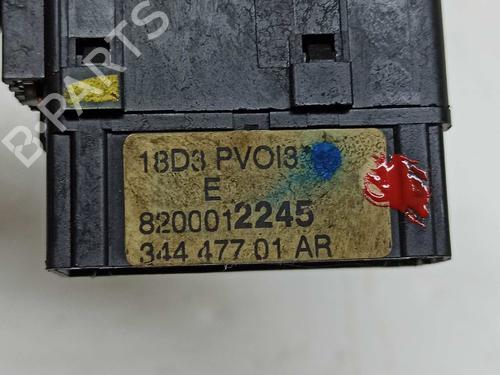 B-PARTS
18D3 PVOI3
E
8200012245
344 477 01 AR